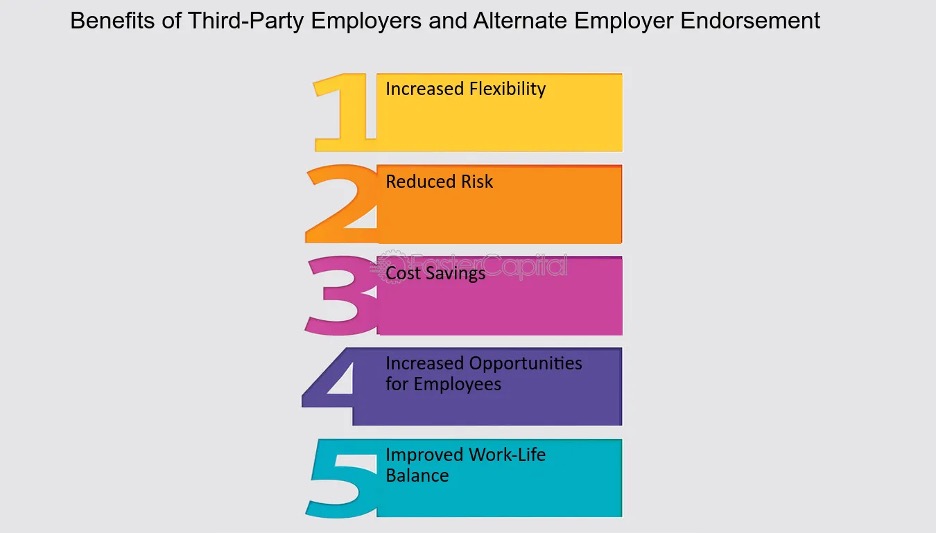 Benefits of Third-Party Employers and Alternate Employer Endorsement
1
Increased Flexibility
2
Reduced Risk
FasterCapital
3
Cost Savings
4
Increased Opportunities
for Employees
5
Improved Work-Life
Balance